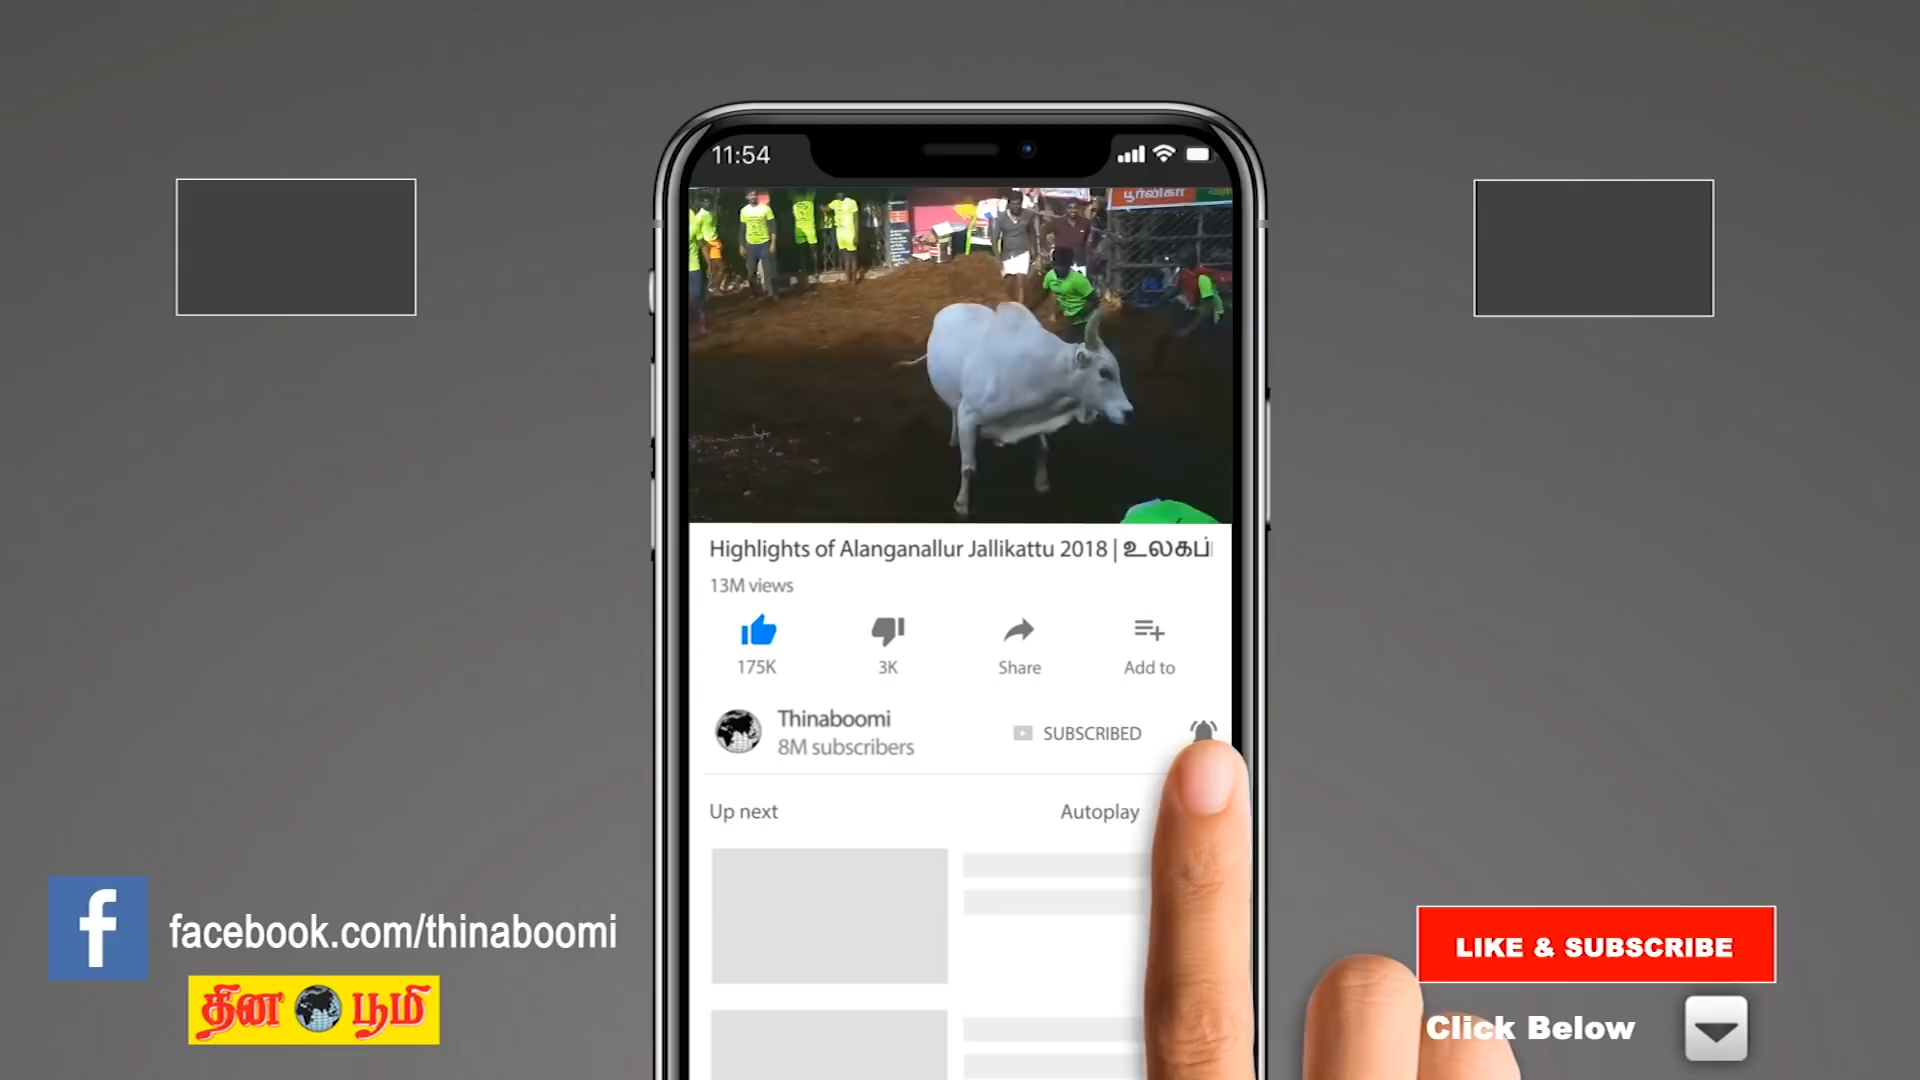 11:54
பூர்விகா
Highlights of Alanganallur Jallikattu 2018 | உலகப்
13M views
175K
3K
Share
Add to
Thinaboomi
8M subscribers
SUBSCRIBED
Up next
Autoplay
facebook.com/thinaboomi
தின பூமி
LIKE & SUBSCRIBE
Click Below